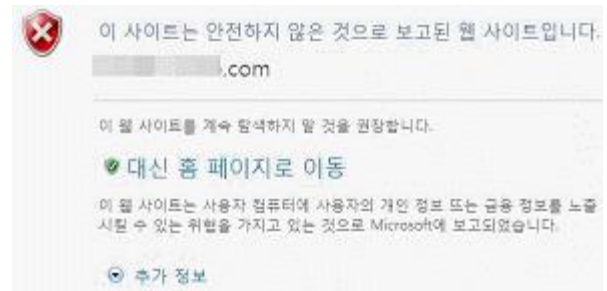 이 사이트는 안전하지 않은 것으로 보고된 웹 사이트입니다.
.com
이 웹 사이트를 계속 탐색하지 말 것을 권장합니다.
대신 홈 페이지로 이동
이 웹 사이트는 사용자 컴퓨터에 사용자의 개인 정보 또는 금융 정보를 노출
시킬 수 있는 위험을 가지고 있는 것으로 Microsoft에 보고되었습니다.
추가 정보